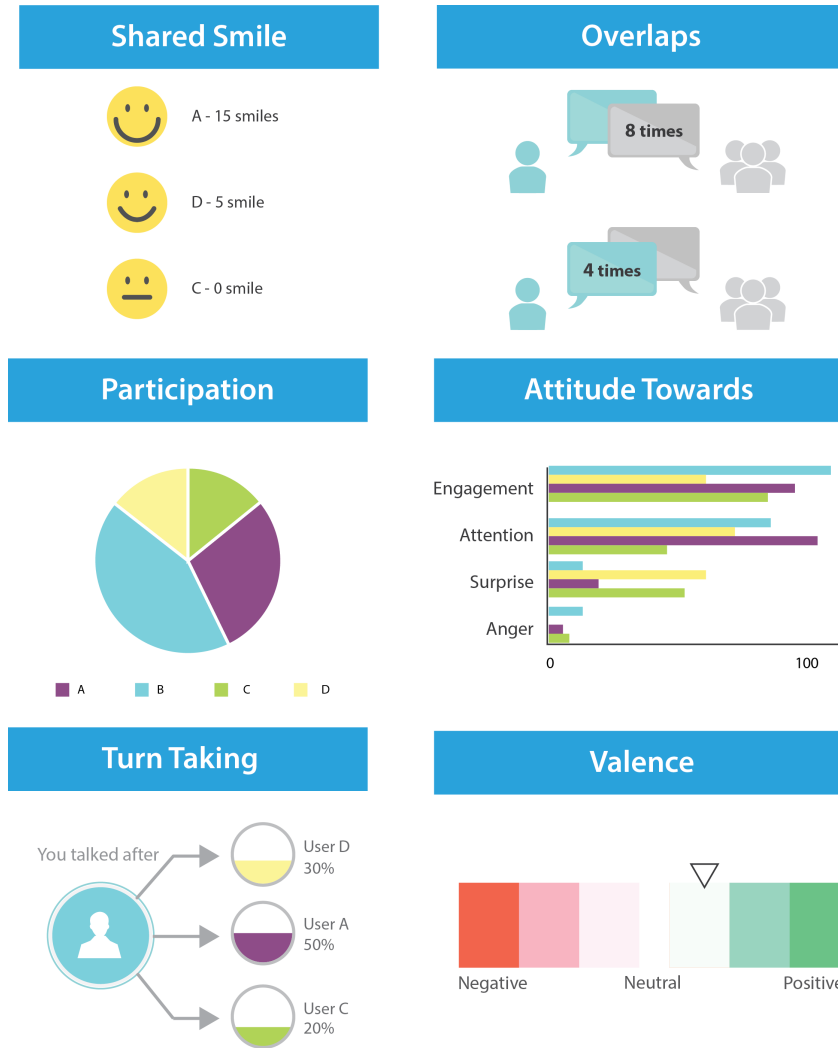 Shared Smile
A - 15 smiles
D - 5 smile
C - 0 smile
Overlaps
8 times
4 times
Participation
A
B
C
D
Attitude Towards
Engagement
Attention
Surprise
Anger
0
100
Turn Taking
You talked after
User D
30%
User A
50%
User C
20%
Valence
Negative
Neutral
Positive